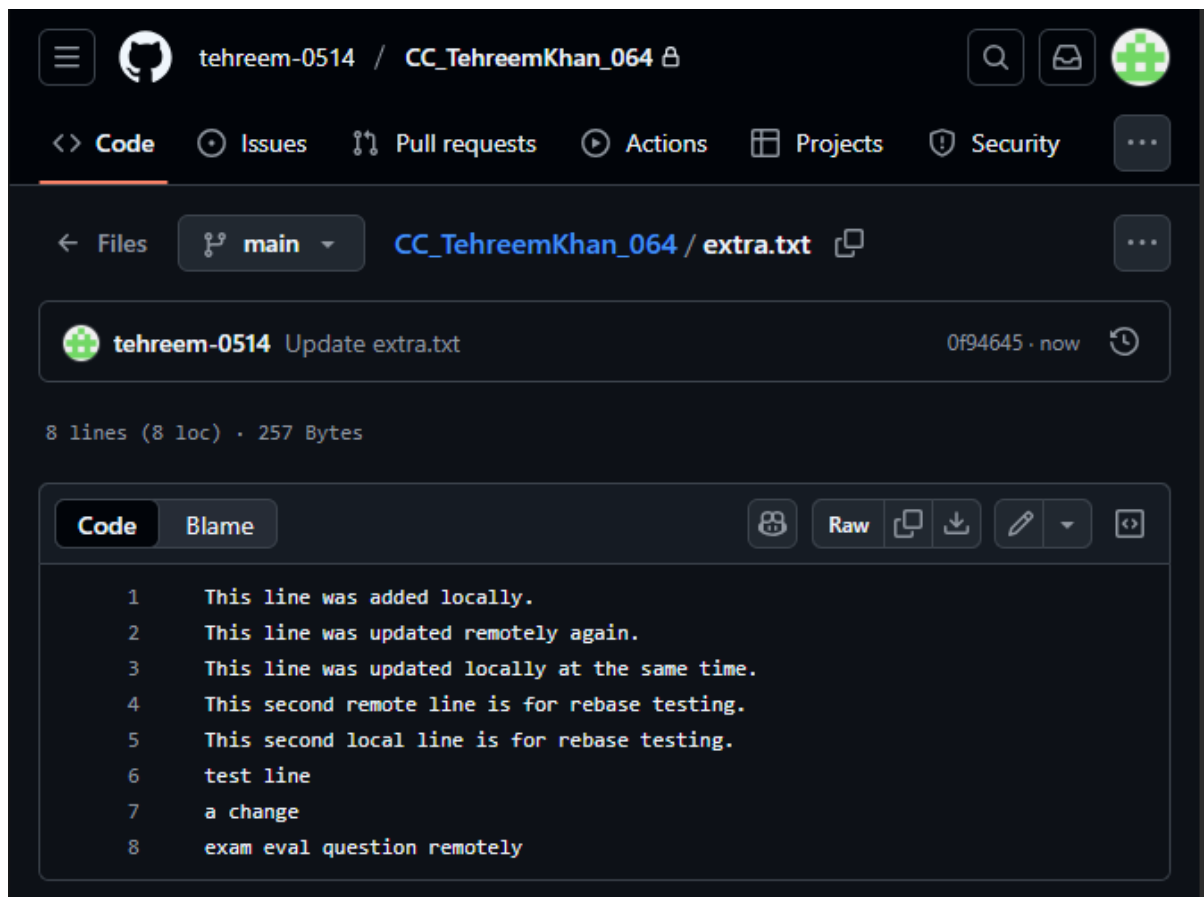 tehreem-0514 / CC_TehreemKhan_064
Code Issues Pull requests Actions Projects Security
Files main CC_TehreemKhan_064 / extra.txt
tehreem-0514 Update extra.txt 0f94645 · now
8 lines (8 loc) · 257 Bytes
Code Blame Raw
1 This line was added locally.
2 This line was updated remotely again.
3 This line was updated locally at the same time.
4 This second remote line is for rebase testing.
5 This second local line is for rebase testing.
6 test line
7 a change
8 exam eval question remotely